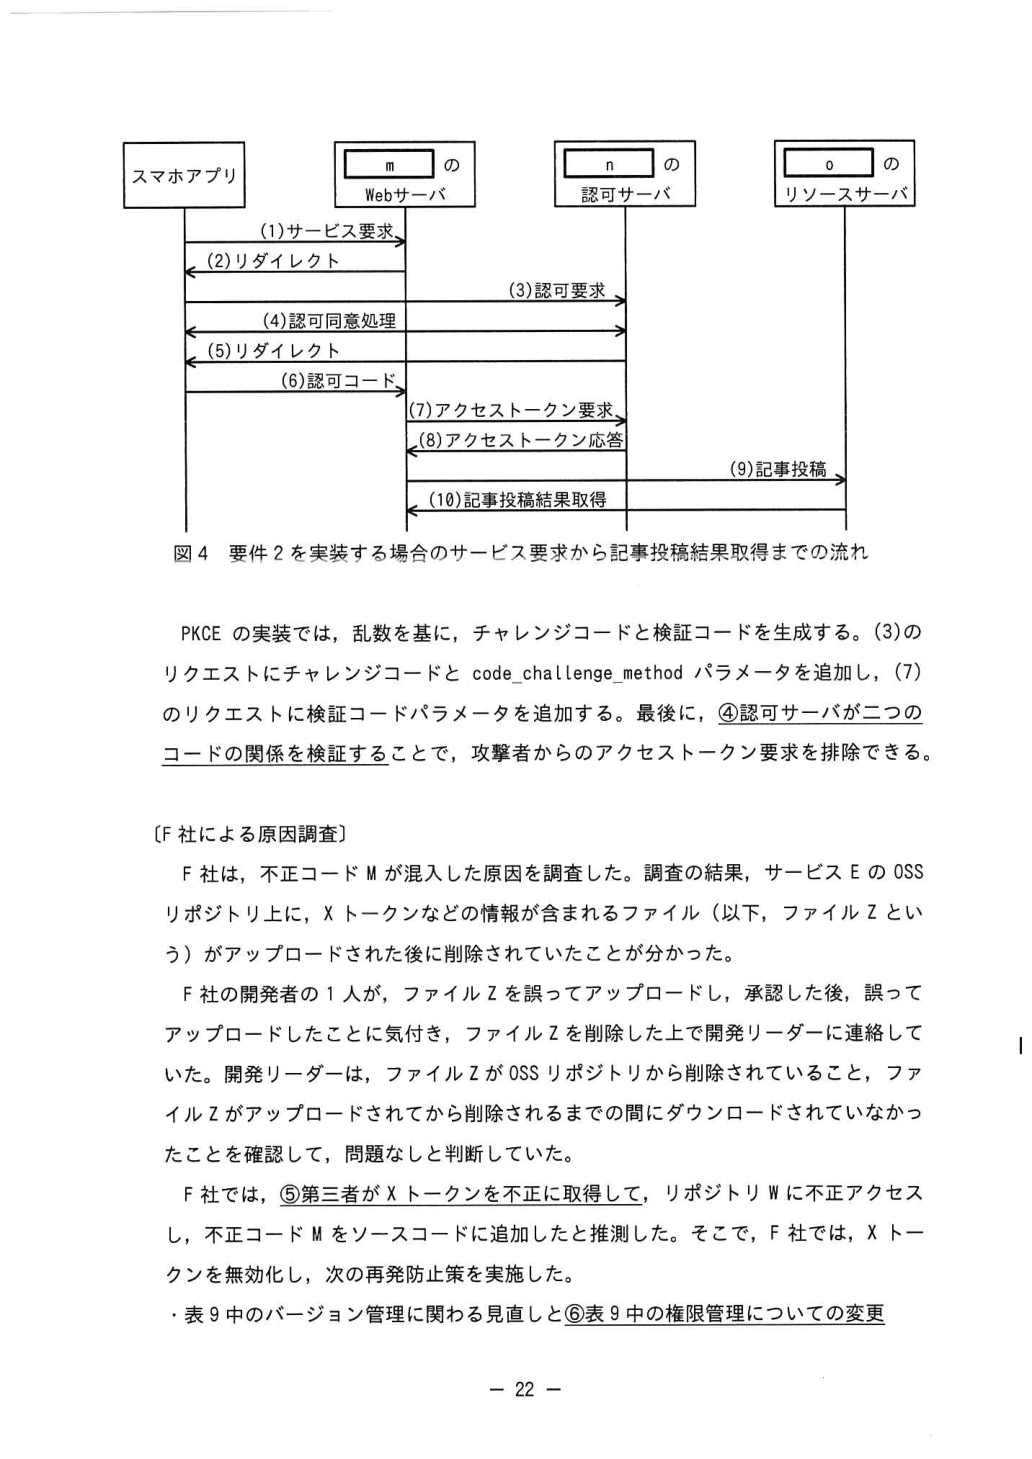 スマホアプリ
m の
Webサーバ
n の
認可サーバ
o の
リソースサーバ
(1)サービス要求
(2)リダイレクト
(3)認可要求
(4)認可同意処理
(5)リダイレクト
(6)認可コード
(7)アクセストークン要求
(8)アクセストークン応答
(9)記事投稿
(10)記事投稿結果取得
図4 要件2を実装する場合のサービス要求から記事投稿結果取得までの流れ
PKCE の実装では，乱数を基に，チャレンジコードと検証コードを生成する。(3)の
リクエストにチャレンジコードと code_challenge_method パラメータを追加し，(7)
のリクエストに検証コードパラメータを追加する。最後に，④認可サーバが二つの
コードの関係を検証することで，攻撃者からのアクセストークン要求を排除できる。
〔F 社による原因調査〕
F 社は，不正コード M が混入した原因を調査した。調査の結果，サービス E の OSS
リポジトリ上に，X トークンなどの情報が含まれるファイル（以下，ファイル Z とい
う）がアップロードされた後に削除されていたことが分かった。
F 社の開発者の 1 人が，ファイル Z を誤ってアップロードし，承認した後，誤って
アップロードしたことに気付き，ファイル Z を削除した上で開発リーダーに連絡して
いた。開発リーダーは，ファイル Z が OSS リポジトリから削除されていること，ファ
イル Z がアップロードされてから削除されるまでの間にダウンロードされていなかっ
たことを確認して，問題なしと判断していた。
F 社では，⑤第三者が X トークンを不正に取得して，リポジトリ W に不正アクセス
し，不正コード M をソースコードに追加したと推測した。そこで，F 社では，X トー
クンを無効化し，次の再発防止策を実施した。
・表 9 中のバージョン管理に関わる見直しと⑥表 9 中の権限管理についての変更
－ 22 －